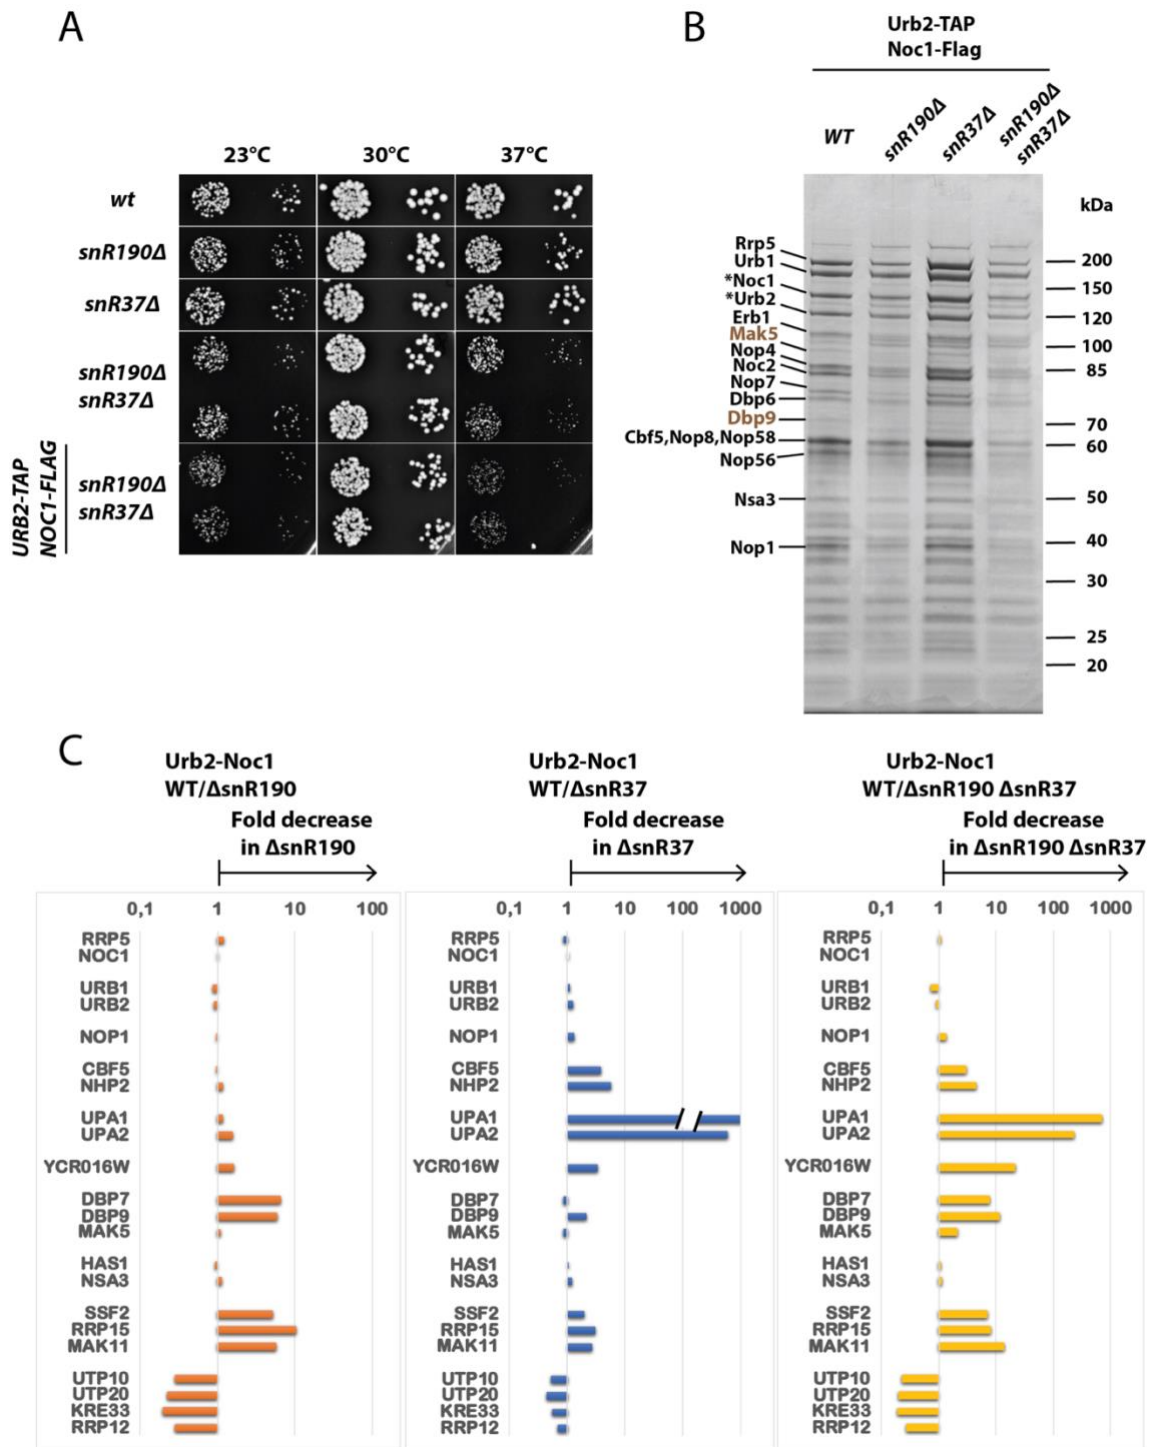 A
23°C 30°C 37°C
wt
snR190Δ
snR37Δ
snR190Δ
snR37Δ
URB2-TAP
NOC1-FLAG
snR190Δ
snR37Δ
B
Urb2-TAP
Noc1-Flag
WT
snR190Δ
snR37Δ
snR190Δ
snR37Δ
kDa
Rrp5
Urb1
*Noc1
*Urb2
Erb1
Mak5
Nop4
Noc2
Nop7
Dbp6
Dbp9
Cbf5,Nop8,Nop58
Nop56
Nsa3
Nop1
200
150
120
100
85
70
60
50
40
30
25
20
C
Urb2-Noc1
WT/ΔsnR190
Fold decrease
in ΔsnR190
0,1 1 10 100
RRP5
NOC1
URB1
URB2
NOP1
CBF5
NHP2
UPA1
UPA2
YCR016W
DBP7
DBP9
MAK5
HAS1
NSA3
SSF2
RRP15
MAK11
UTP10
UTP20
KRE33
RRP12
Urb2-Noc1
WT/ΔsnR37
Fold decrease
in ΔsnR37
0,1 1 10 100 1000
RRP5
NOC1
URB1
URB2
NOP1
CBF5
NHP2
UPA1
UPA2
YCR016W
DBP7
DBP9
MAK5
HAS1
NSA3
SSF2
RRP15
MAK11
UTP10
UTP20
KRE33
RRP12
Urb2-Noc1
WT/ΔsnR190 ΔsnR37
Fold decrease
in ΔsnR190 ΔsnR37
0,1 1 10 100 1000
RRP5
NOC1
URB1
URB2
NOP1
CBF5
NHP2
UPA1
UPA2
YCR016W
DBP7
DBP9
MAK5
HAS1
NSA3
SSF2
RRP15
MAK11
UTP10
UTP20
KRE33
RRP12